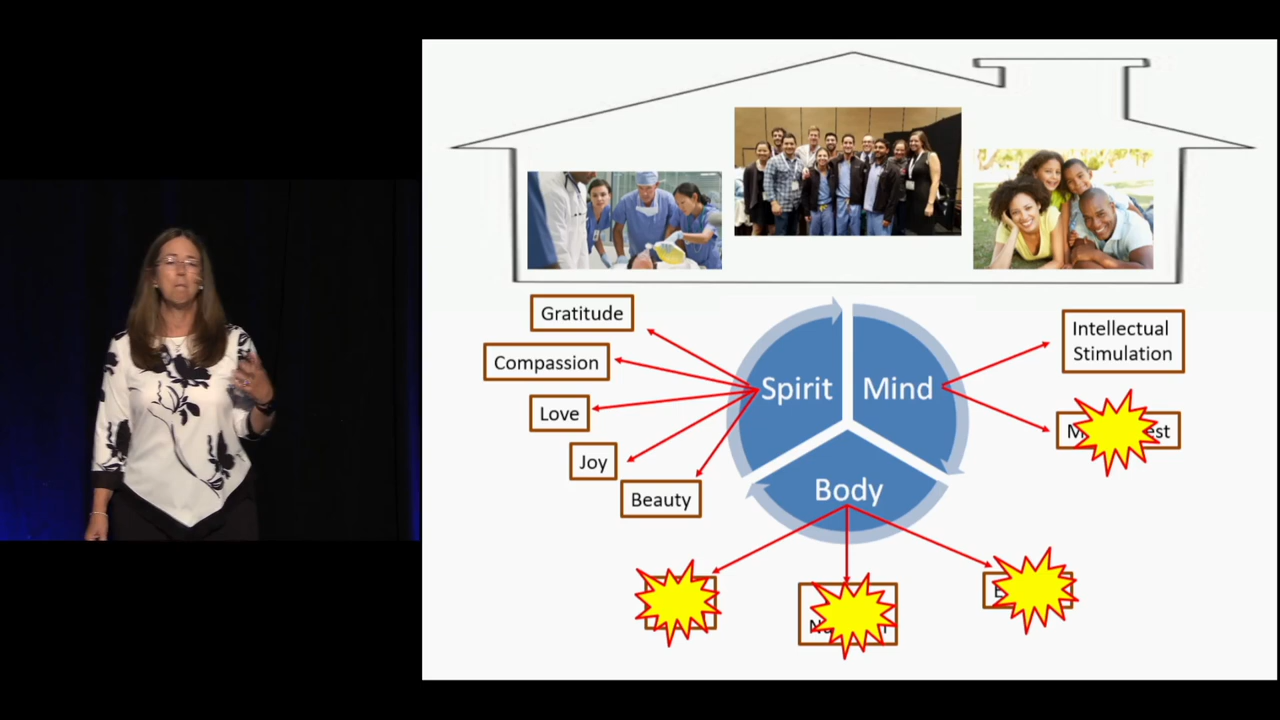 Gratitude
Compassion
Love
Joy
Beauty
Spirit
Mind
Body
Intellectual
Stimulation